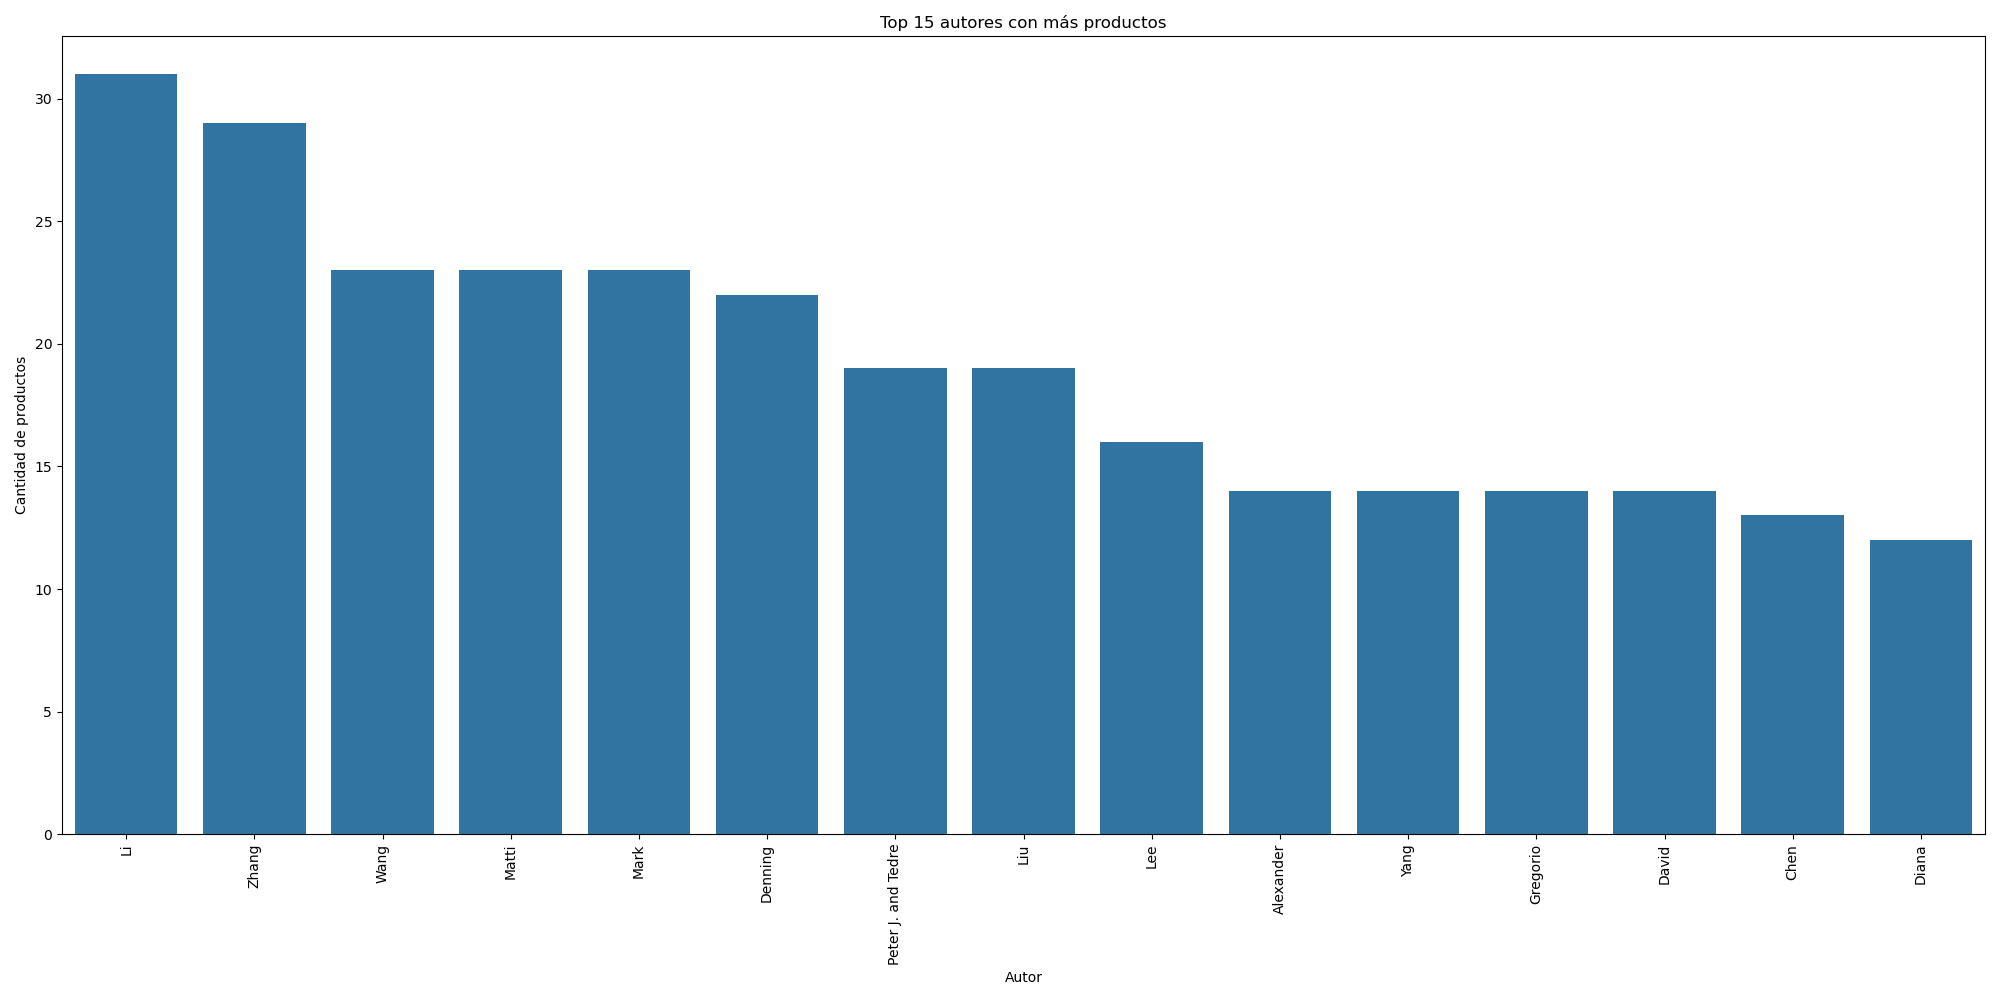 Top 15 autores con más productos
Cantidad de productos
30
25
20
15
10
5
0
Li
Zhang
Wang
Matti
Mark
Denning
Peter J. and Tedre
Liu
Lee
Alexander
Yang
Gregorio
David
Chen
Diana
Autor